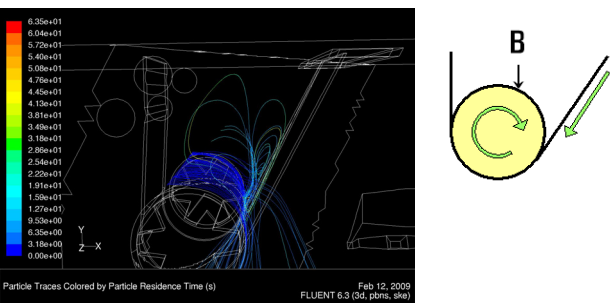 6.35e+01
6.04e+01
5.72e+01
5.40e+01
5.08e+01
4.76e+01
4.45e+01
4.13e+01
3.81e+01
3.49e+01
3.18e+01
2.86e+01
2.54e+01
2.22e+01
1.91e+01
1.59e+01
1.27e+01
9.53e+00
6.35e+00
3.18e+00
0.00e+00
Y
Z
X
Particle Traces Colored by Particle Residence Time (s)
Feb 12, 2009
FLUENT 6.3 (3d, pbns, ske)
B